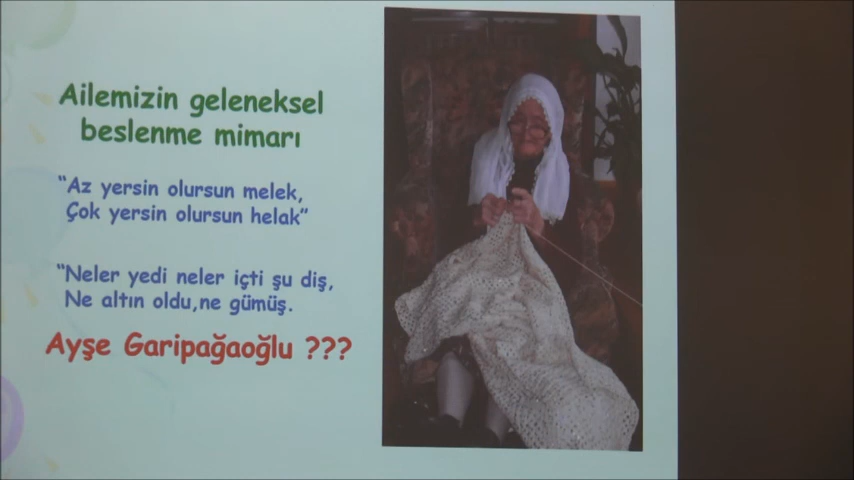 Ailemizin geleneksel
beslenme mimarı
“Az yersin olursun melek,
Çok yersin olursun helak”
“Neler yedi neler içti şu diş,
Ne altın oldu,ne gümüş.
Ayşe Garipağaoğlu ???